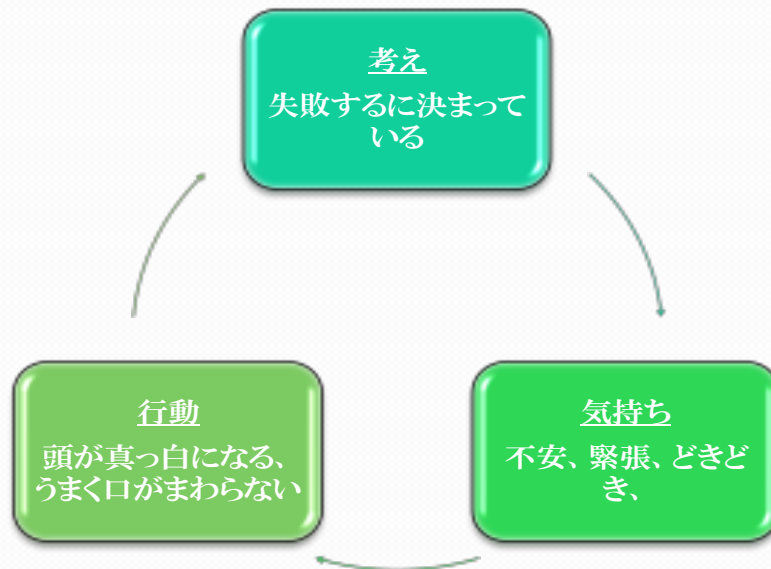 考え
失敗するに決まって
いる
気持ち
不安、緊張、どきど
き、
行動
頭が真っ白になる、
うまく口がまわらない